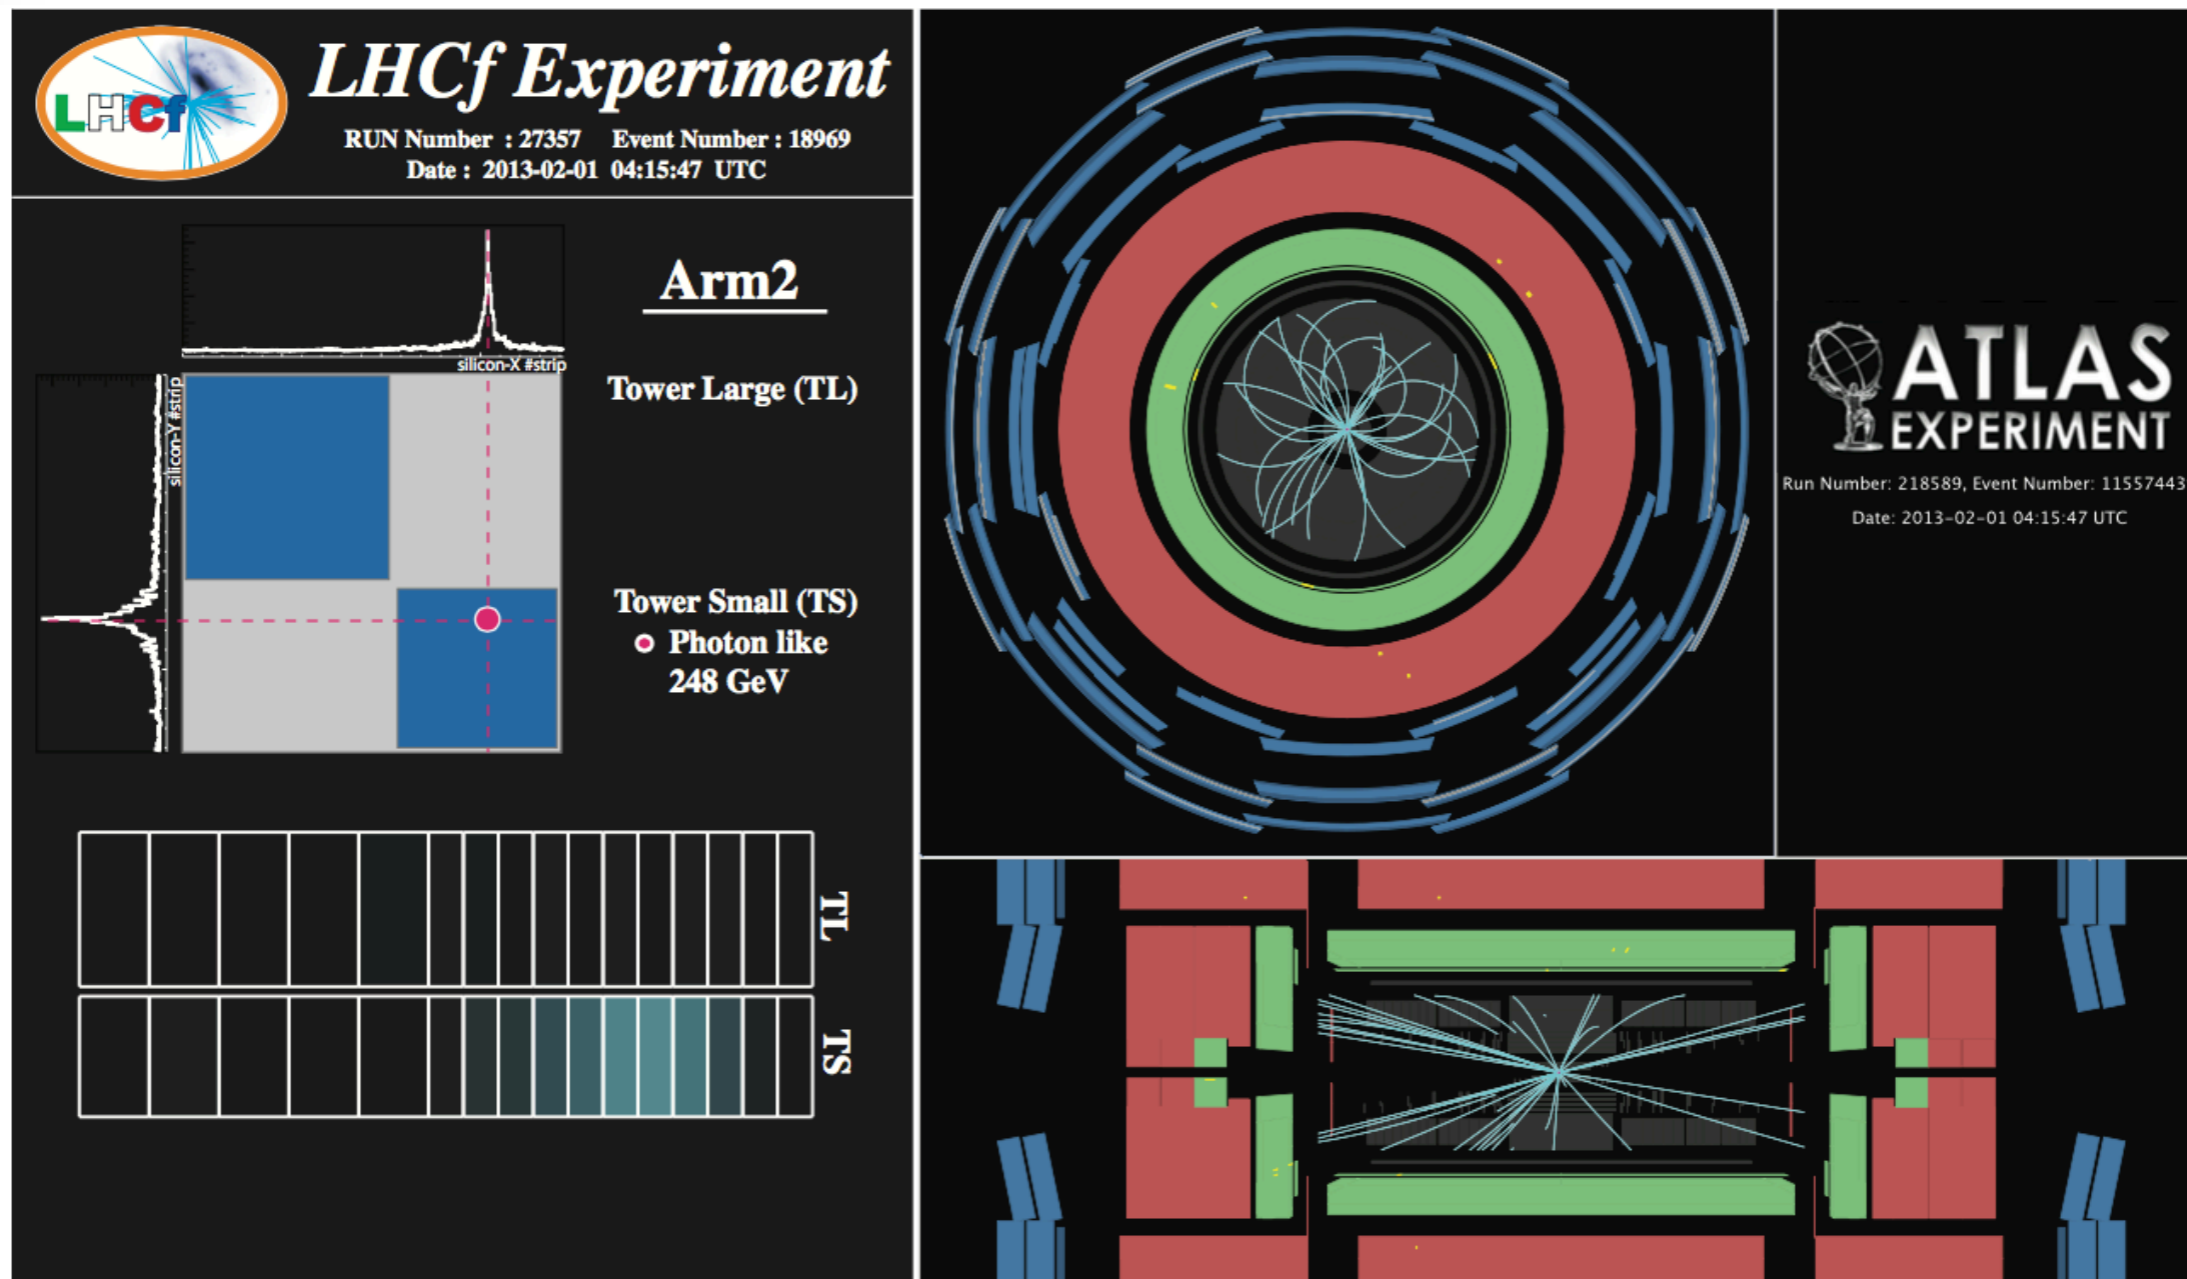 LHCf
LHCf Experiment
RUN Number : 27357 Event Number : 18969
Date : 2013-02-01 04:15:47 UTC
silicon-X #strip
silicon-Y #strip
Arm2
Tower Large (TL)
Tower Small (TS)
Photon like
248 GeV
TL
TS
ATLAS
EXPERIMENT
Run Number: 218589, Event Number: 11557443
Date: 2013-02-01 04:15:47 UTC